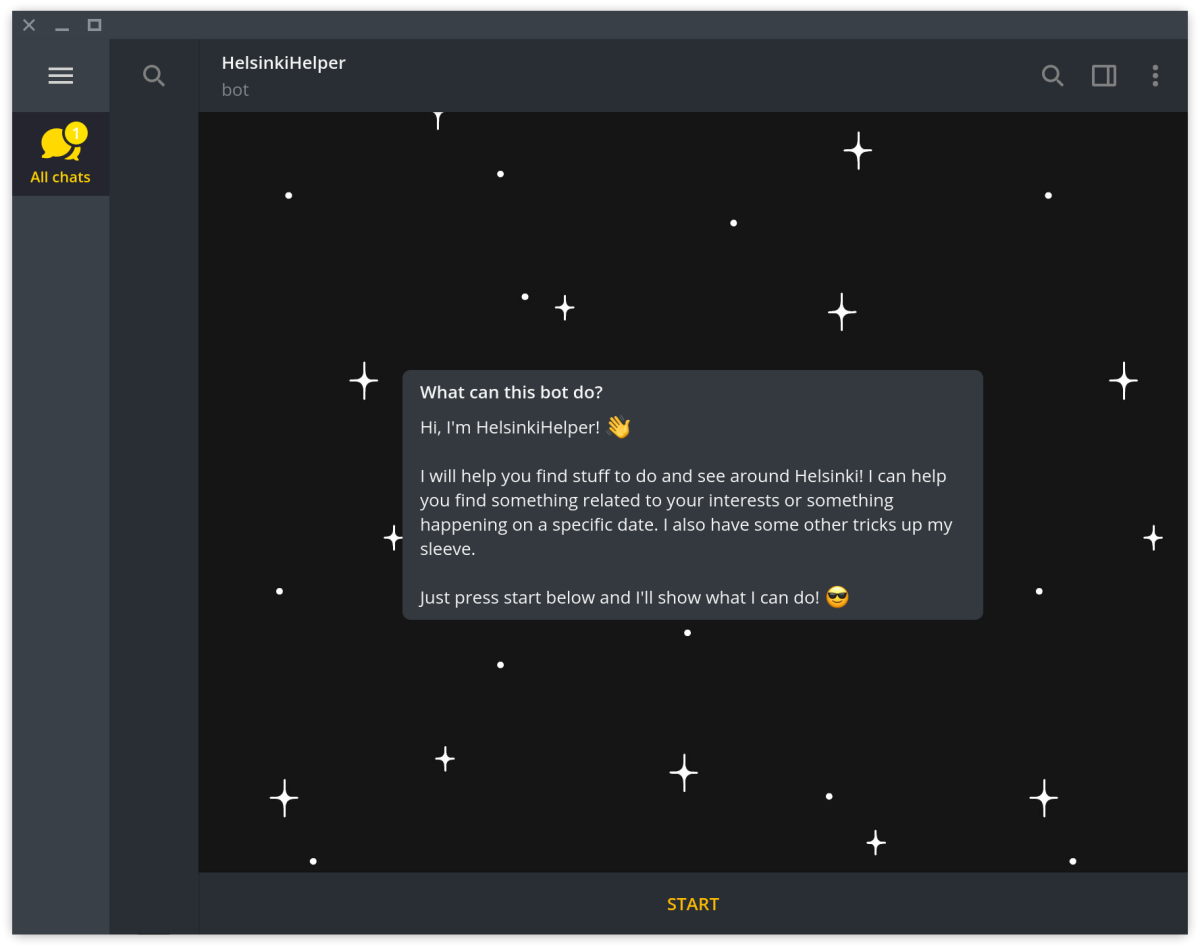 HelsinkiHelper
bot
1
All chats
What can this bot do?
Hi, I'm HelsinkiHelper! 👋
I will help you find stuff to do and see around Helsinki! I can help
you find something related to your interests or something
happening on a specific date. I also have some other tricks up my
sleeve.
Just press start below and I'll show what I can do! 😎
START